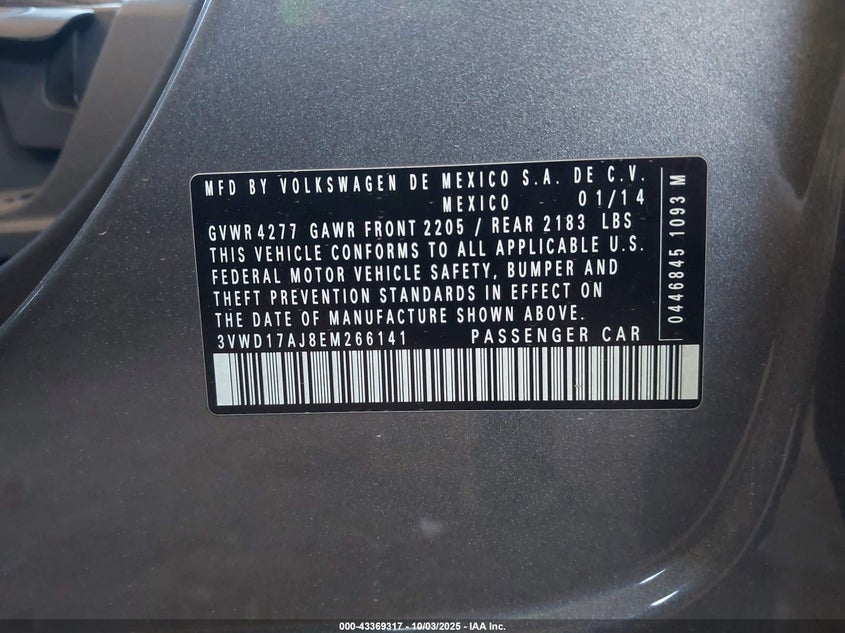 MFD BY VOLKSWAGEN DE MEXICO S.A. DE C.V.
MEXICO 01/14
GVWR 4277 GAWR FRONT 2205 / REAR 2183 LBS
THIS VEHICLE CONFORMS TO ALL APPLICABLE U.S.
FEDERAL MOTOR VEHICLE SAFETY, BUMPER AND
THEFT PREVENTION STANDARDS IN EFFECT ON
THE DATE OF MANUFACTURE SHOWN ABOVE.
3VWD17AJ8EM266141 PASSENGER CAR
0446845 1093 M
000-43369317 - 10/03/2025 - IAA Inc.